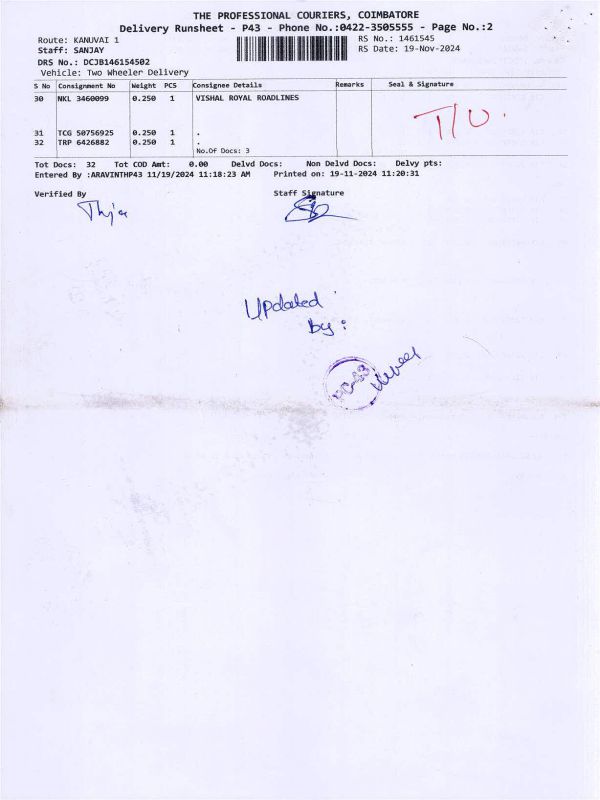 THE PROFESSIONAL COURIERS, COIMBATORE
Delivery Runsheet - P43 - Phone No.:0422-3505555 - Page No.:2
Route: KANUVAI 1
RS No.: 1461545
Staff: SANJAY
RS Date: 19-Nov-2024
DRS No.: DCJB146154502
Vehicle: Two Wheeler Delivery
S No Consignment No Weight PCS Consignee Details Remarks Seal & Signature
30 NKL 3460099 0.250 1 VISHAL ROYAL ROADLINES
T/U.
31 TCG 50756925 0.250 1 .
32 TRP 6426882 0.250 1 .
No.Of Docs: 3
Tot Docs: 32 Tot COD Amt: 0.00 Delvd Docs: Non Delvd Docs: Delvy pts:
Entered By :ARAVINTHP43 11/19/2024 11:18:23 AM Printed on: 19-11-2024 11:20:31
Verified By Staff Signature
Updated
by:
PC-43